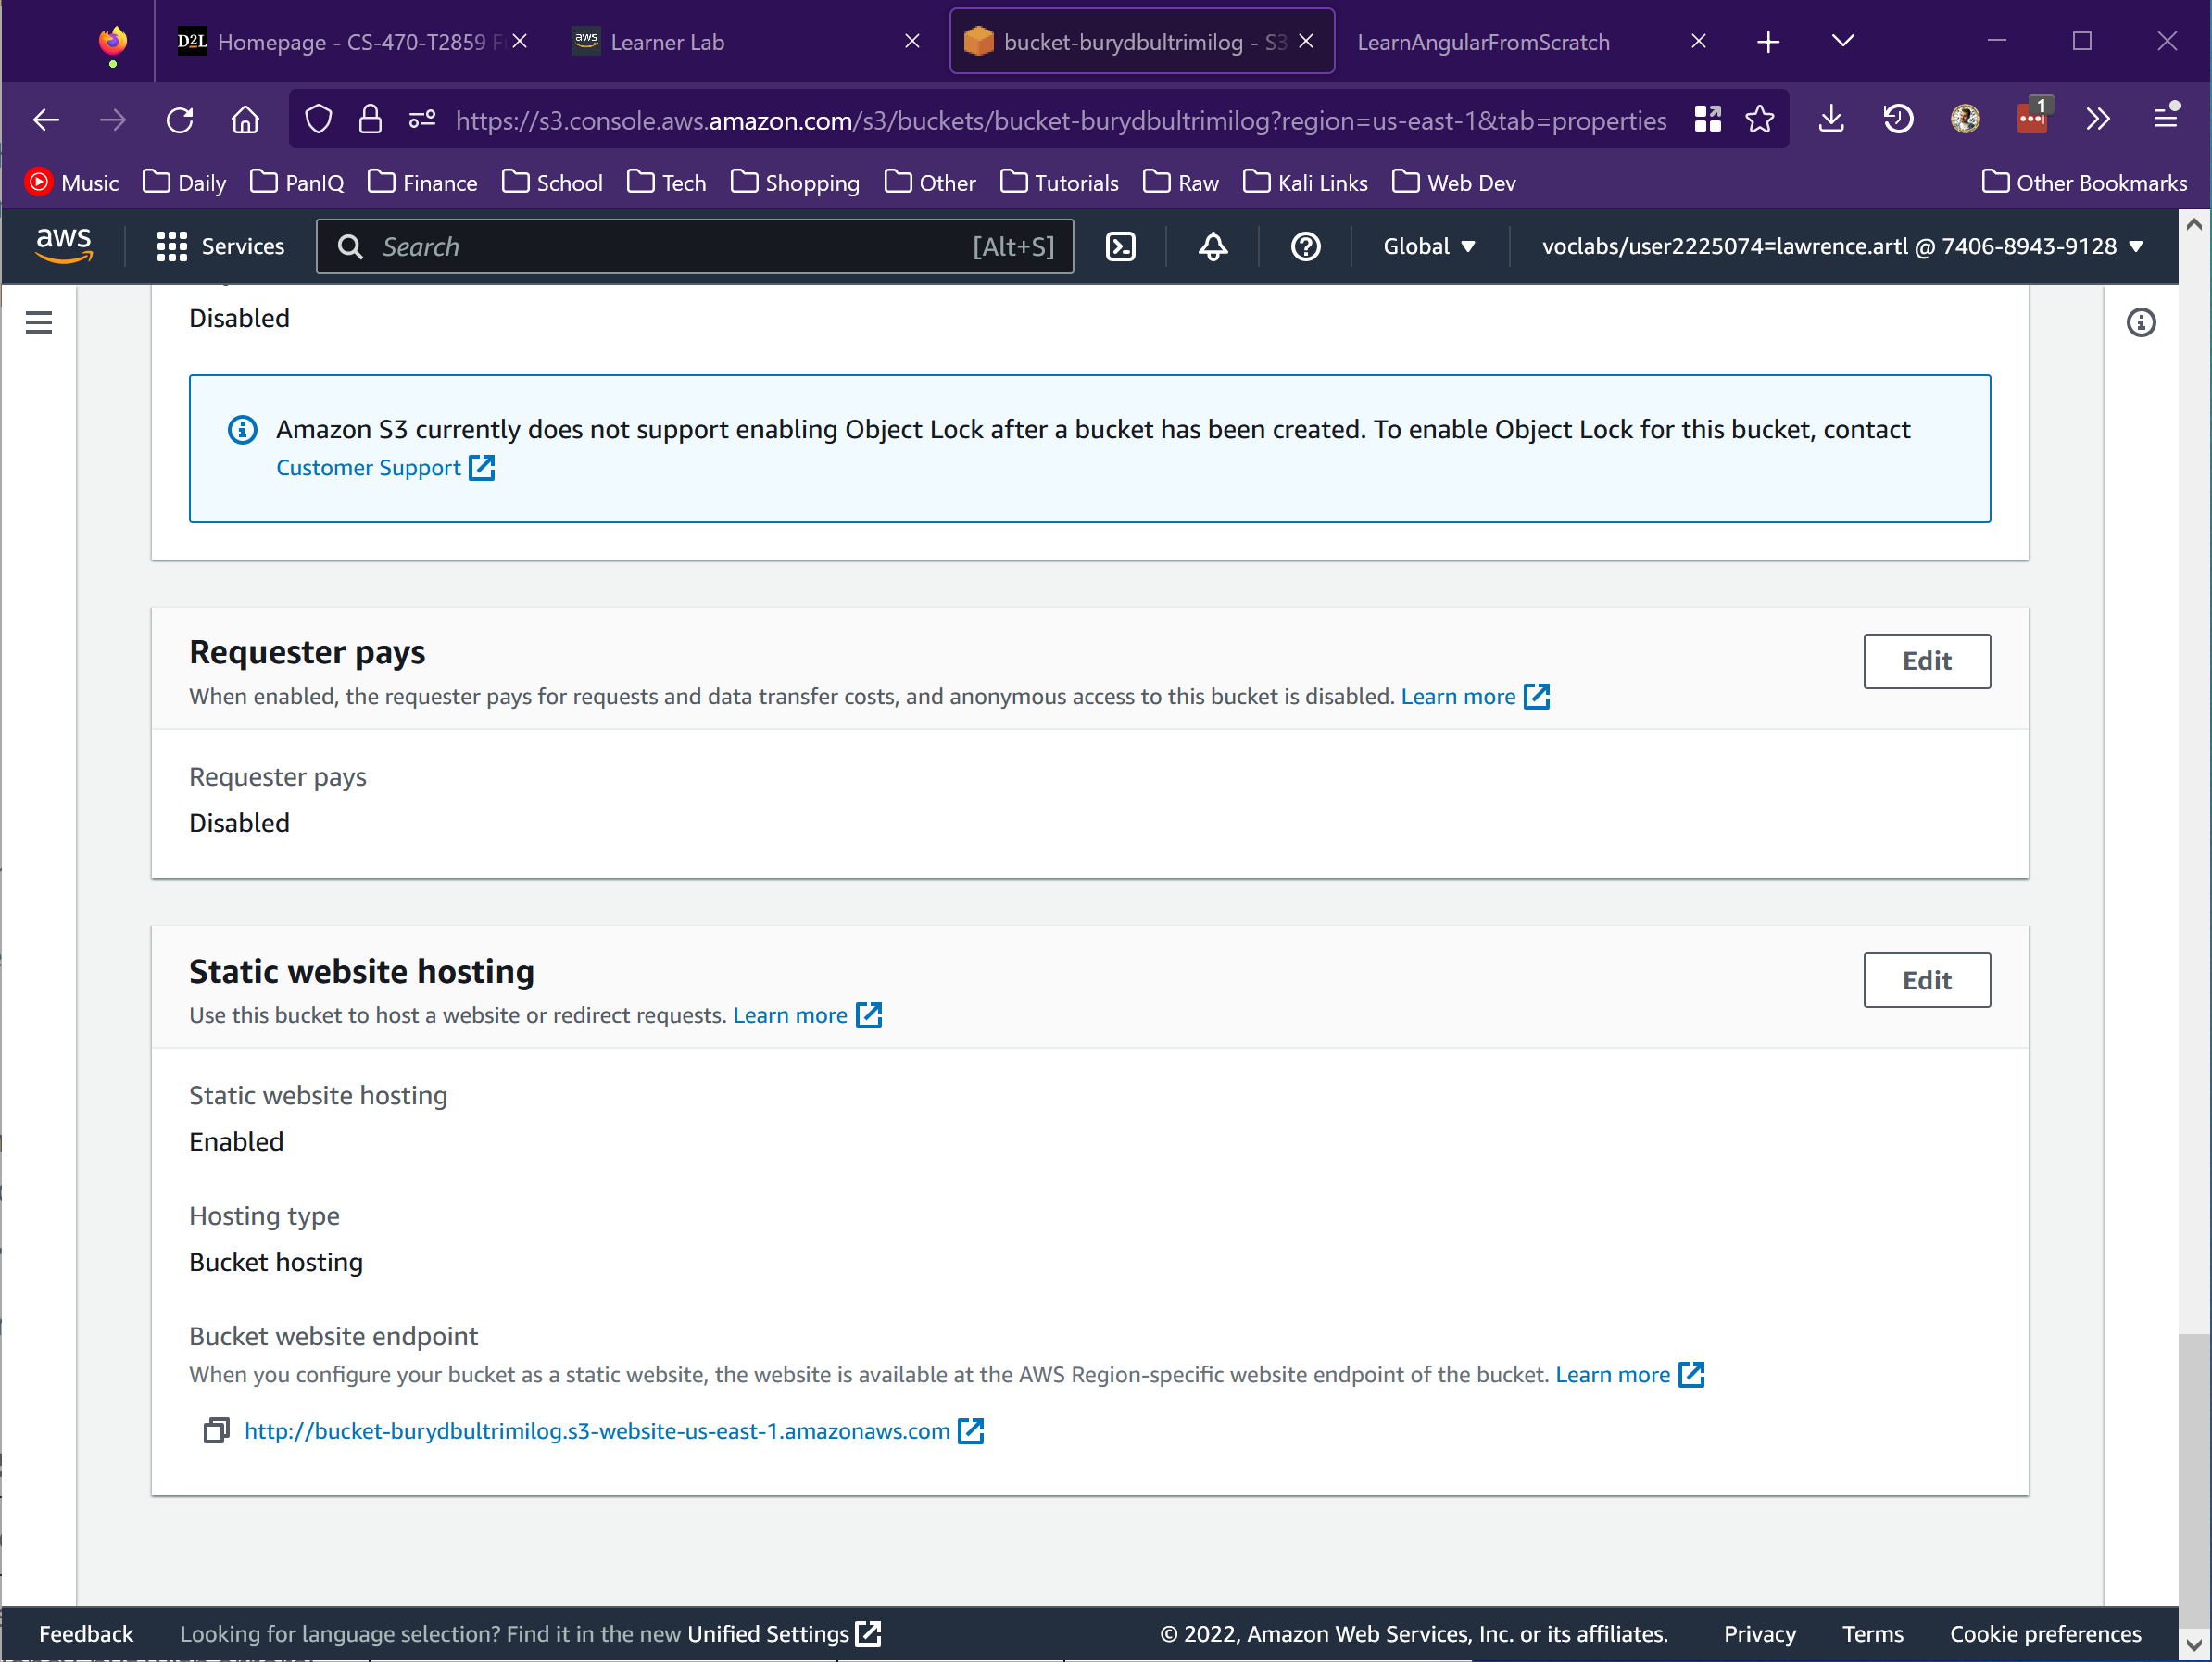 D2L Homepage - CS-470-T2859 F
aws Learner Lab
bucket-burydbultrimilog - S3
LearnAngularFromScratch
https://s3.console.aws.amazon.com/s3/buckets/bucket-burydbultrimilog?region=us-east-1&tab=properties
1
Music Daily PanIQ Finance School Tech Shopping Other Tutorials Raw Kali Links Web Dev Other Bookmarks
aws Services Search [Alt+S] Global voclabs/user2225074=lawrence.artl @ 7406-8943-9128
Disabled
Amazon S3 currently does not support enabling Object Lock after a bucket has been created. To enable Object Lock for this bucket, contact
Customer Support
Requester pays
Edit
When enabled, the requester pays for requests and data transfer costs, and anonymous access to this bucket is disabled. Learn more
Requester pays
Disabled
Static website hosting
Edit
Use this bucket to host a website or redirect requests. Learn more
Static website hosting
Enabled
Hosting type
Bucket hosting
Bucket website endpoint
When you configure your bucket as a static website, the website is available at the AWS Region-specific website endpoint of the bucket. Learn more
http://bucket-burydbultrimilog.s3-website-us-east-1.amazonaws.com
Feedback Looking for language selection? Find it in the new Unified Settings © 2022, Amazon Web Services, Inc. or its affiliates. Privacy Terms Cookie preferences